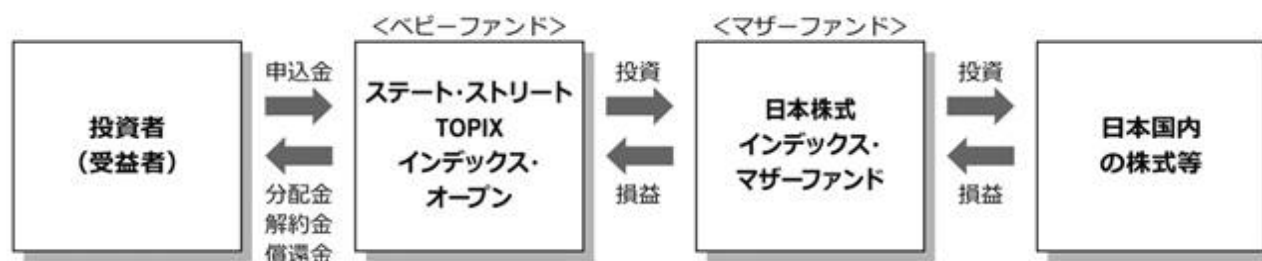 <ベビーファンド>
<マザーファンド>
投資者
(受益者)
申込金
分配金
解約金
償還金
ステート・ストリート
TOPIX
インデックス・
オープン
投資
損益
日本株式
インデックス・
マザーファンド
投資
損益
日本国内
の株式等